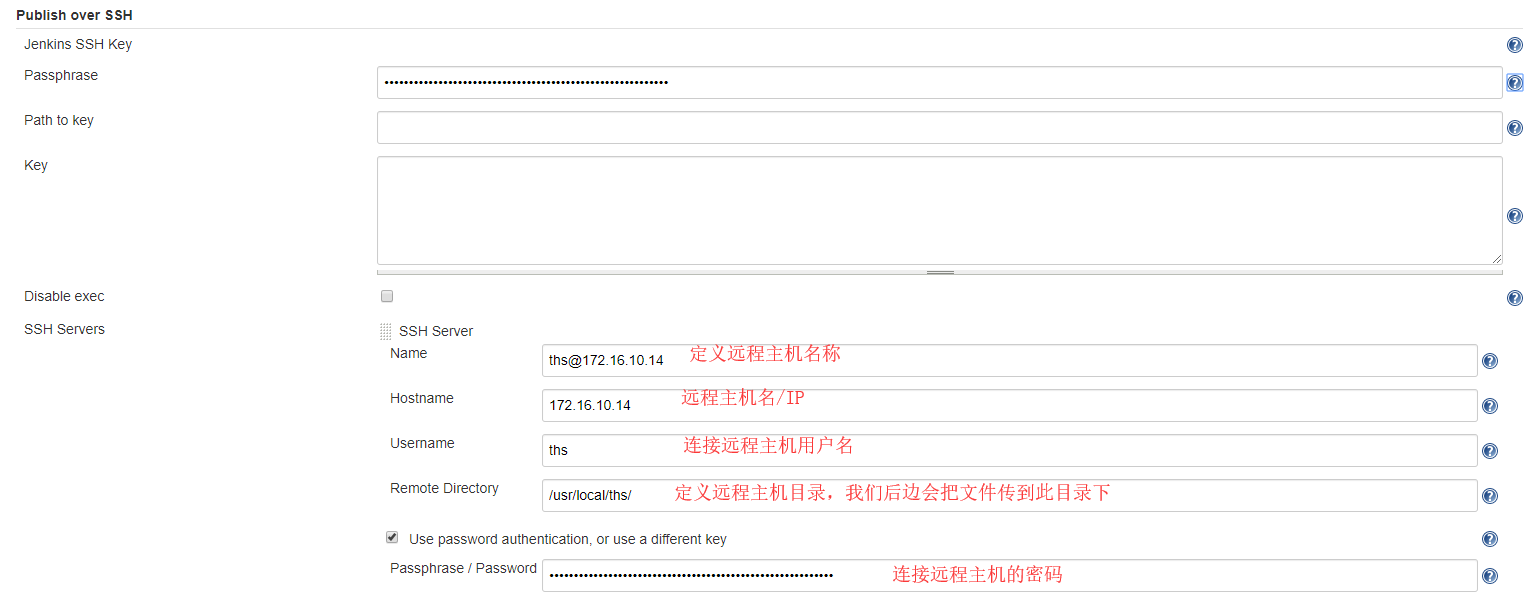 Publish over SSH
Jenkins SSH Key
Passphrase ••••••••••••••••••••••••••••••••••••••••••••••••••••••••••
Path to key
Key
Disable exec
SSH Servers
SSH Server
Name ths@172.16.10.14 定义远程主机名称
Hostname 172.16.10.14 远程主机名/IP
Username ths 连接远程主机用户名
Remote Directory /usr/local/ths/ 定义远程主机目录，我们后边会把文件传到此目录下
Use password authentication, or use a different key
Passphrase / Password •••••••••••••••••••••••••••••••••••••••••••••••••••••••••• 连接远程主机的密码